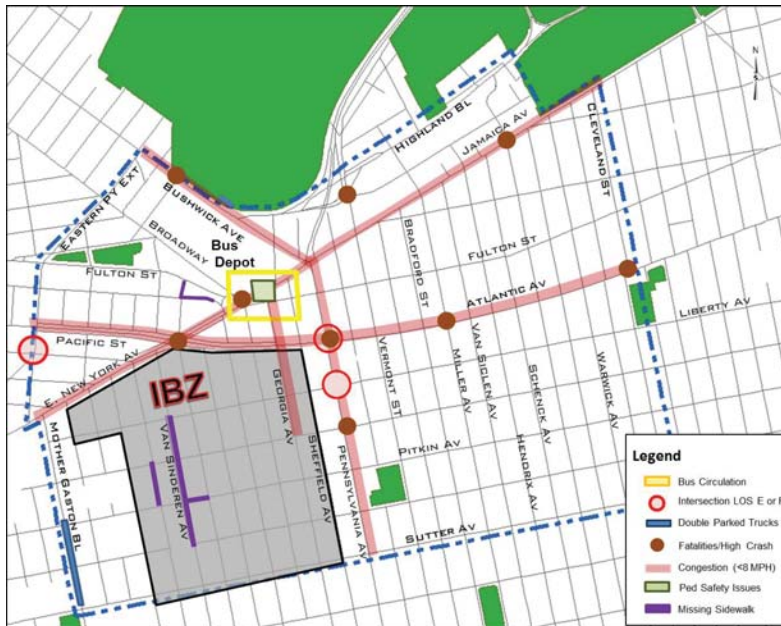 N
HIGHLAND BL
JAMAICA AV
CLEVELAND ST
EASTERN PY EXT
BUSHWICK AVE
BROADWAY
Bus
Depot
FULTON ST
BRADFORD ST
FULTON ST
ATLANTIC AV
LIBERTY AV
PACIFIC ST
E. NEW YORK AV
IBZ
GEORGIA AV
VERMONT ST
MILLER AV
VAN SICLEN AV
SCHENCK AV
WARWICK AV
MOTHER GASTON BL
VAN SINDEREN AV
SHEFFIELD AV
PENNSYLVANIA AV
PITKIN AV
HENDRIX AV
SUTTER AV
Legend
Bus Circulation
Intersection LOS E or F
Double Parked Trucks
Fatalities/High Crash
Congestion (<8 MPH)
Ped Safety Issues
Missing Sidewalk